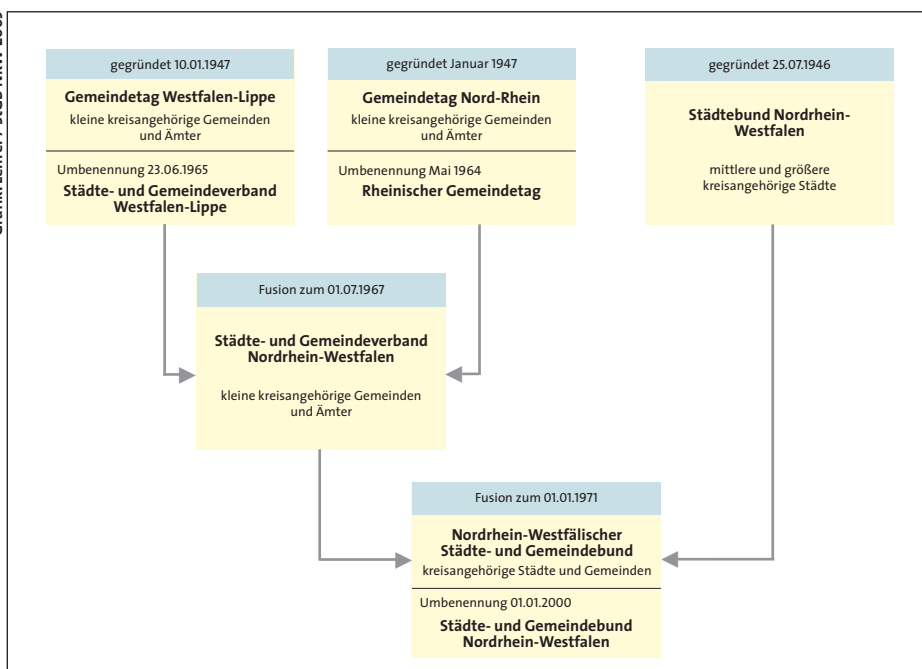 gegründet 10.01.1947
Gemeindetag Westfalen-Lippe
kleine kreisangehörige Gemeinden
und Ämter
Umbenennung 23.06.1965
Städte- und Gemeindeverband
Westfalen-Lippe
gegründet Januar 1947
Gemeindetag Nord-Rhein
kleine kreisangehörige Gemeinden
und Ämter
Umbenennung Mai 1964
Rheinischer Gemeindetag
gegründet 25.07.1946
Städtebund Nordrhein-
Westfalen
mittlere und größere
kreisangehörige Städte
Fusion zum 01.07.1967
Städte- und Gemeindeverband
Nordrhein-Westfalen
kleine kreisangehörige Gemeinden
und Ämter
Fusion zum 01.01.1971
Nordrhein-Westfälischer
Städte- und Gemeindebund
kreisangehörige Städte und Gemeinden
Umbenennung 01.01.2000
Städte- und Gemeindebund
Nordrhein-Westfalen